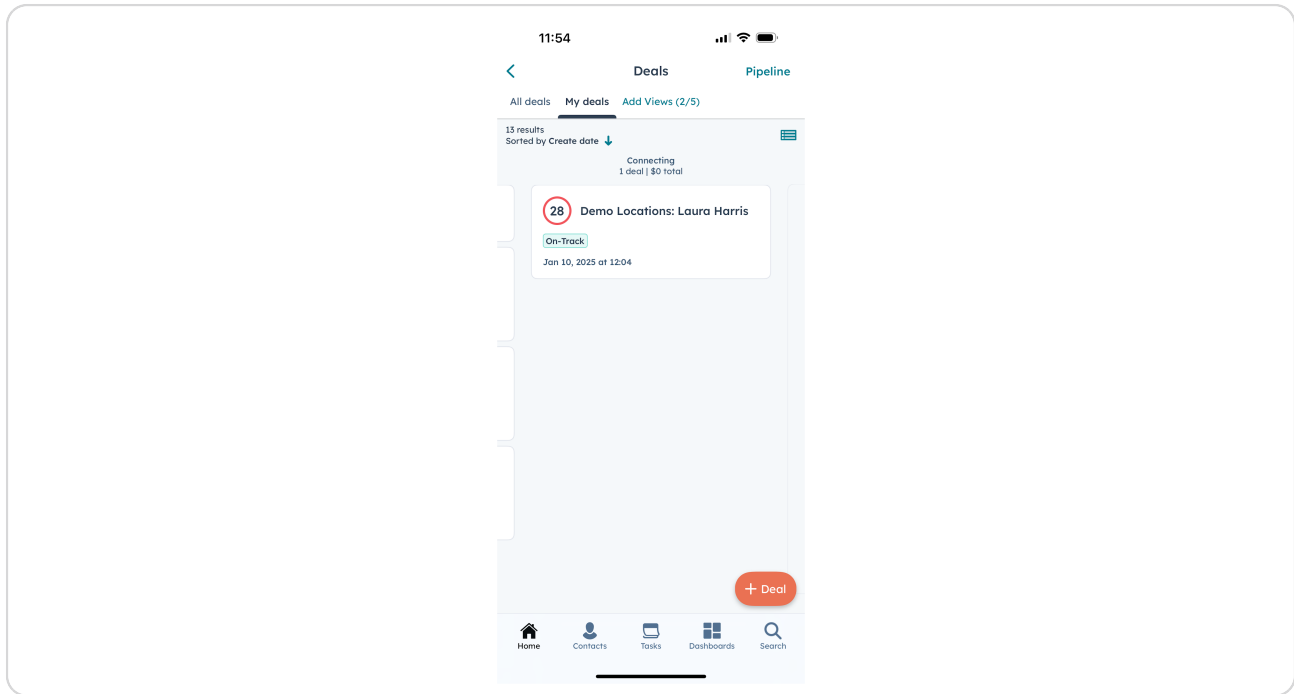 11:54
Deals
Pipeline
All deals
My deals
Add Views (2/5)
13 results
Sorted by Create date
Connecting
1 deal | $0 total
28
Demo Locations: Laura Harris
On-Track
Jan 10, 2025 at 12:04
+ Deal
Home
Contacts
Tasks
Dashboards
Search